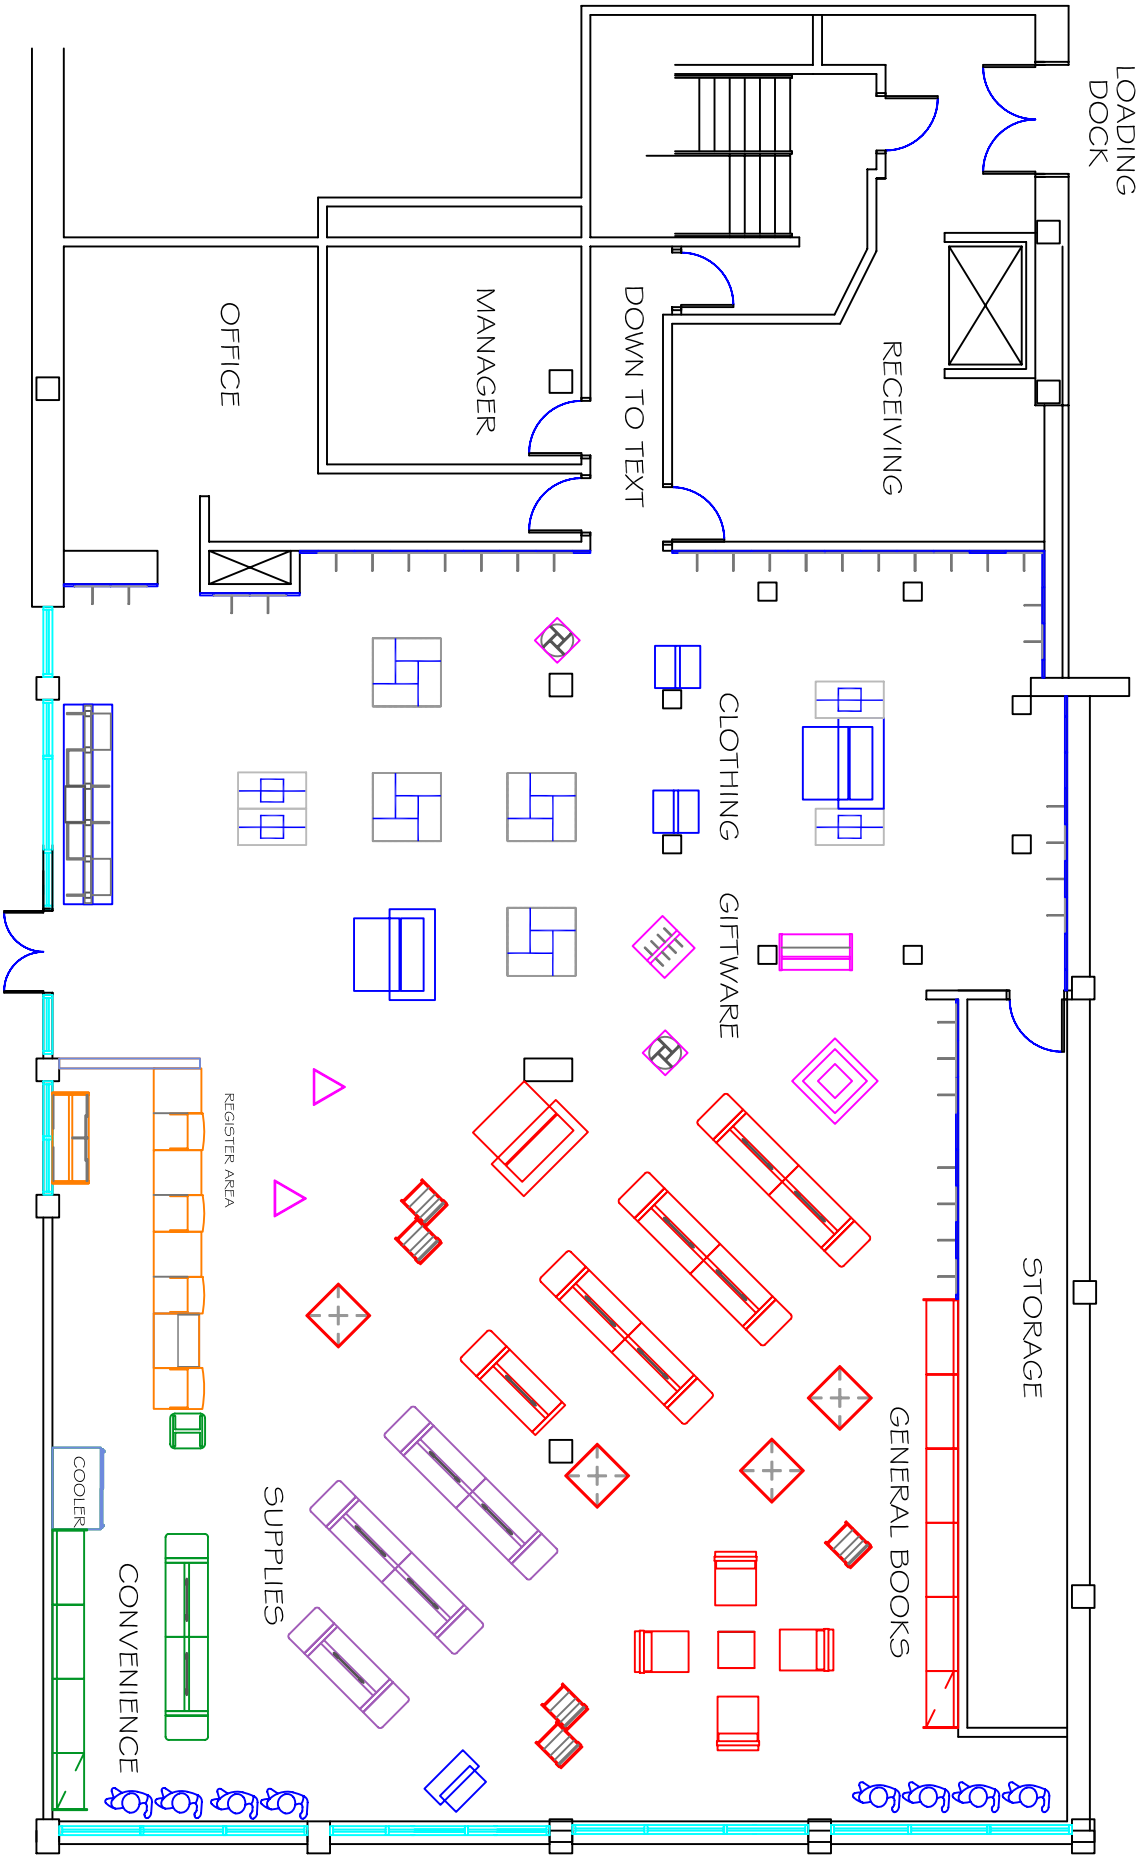 LOADING
DOCK
OFFICE
MANAGER
DOWN TO TEXT
RECEIVING
CLOTHING
GIFTWARE
REGISTER AREA
STORAGE
GENERAL BOOKS
COOLER
SUPPLIES
CONVENIENCE